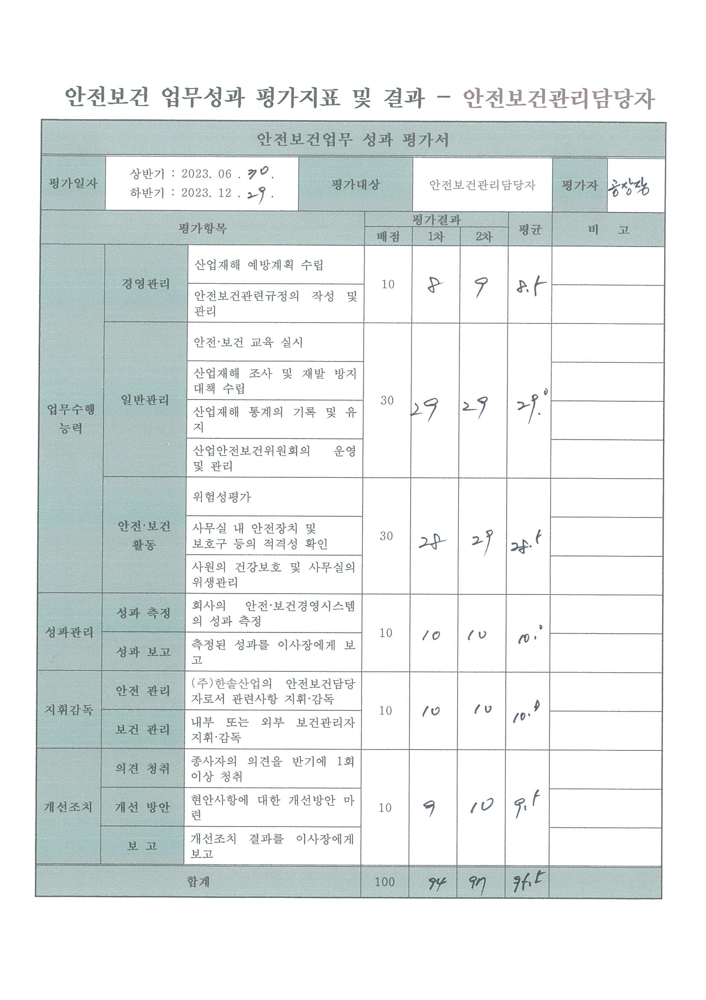 안전보건 업무성과 평가지표 및 결과 - 안전보건관리담당자
안전보건업무 성과 평가서
평가일자
상반기 : 2023. 06 . 30 .
하반기 : 2023. 12 . 29 .
평가대상
안전보건관리담당자
평가자
공장장
평가항목
평가결과
배점
1차
2차
평균
비 고
업무수행
능력
경영관리
산업재해 예방계획 수립
안전보건관련규정의 작성 및
관리
10
8
9
8.5
일반관리
안전·보건 교육 실시
산업재해 조사 및 재발 방지
대책 수립
산업재해 통계의 기록 및 유
지
산업안전보건위원회의 운영
및 관리
30
29
29
29.0
안전·보건
활동
위험성평가
사무실 내 안전장치 및
보호구 등의 적격성 확인
사원의 건강보호 및 사무실의
위생관리
30
28
29
28.5
성과관리
성과 측정
회사의 안전·보건경영시스템
의 성과 측정
성과 보고
측정된 성과를 이사장에게 보
고
10
10
10
10.0
지휘감독
안전 관리
(주)한솔산업의 안전보건담당
자로서 관련사항 지휘·감독
보건 관리
내부 또는 외부 보건관리자
지휘·감독
10
10
10
10.0
개선조치
의견 청취
종사자의 의견을 반기에 1회
이상 청취
개선 방안
현안사항에 대한 개선방안 마
련
보 고
개선조치 결과를 이사장에게
보고
10
9
10
9.5
합계
100
94
97
95.5